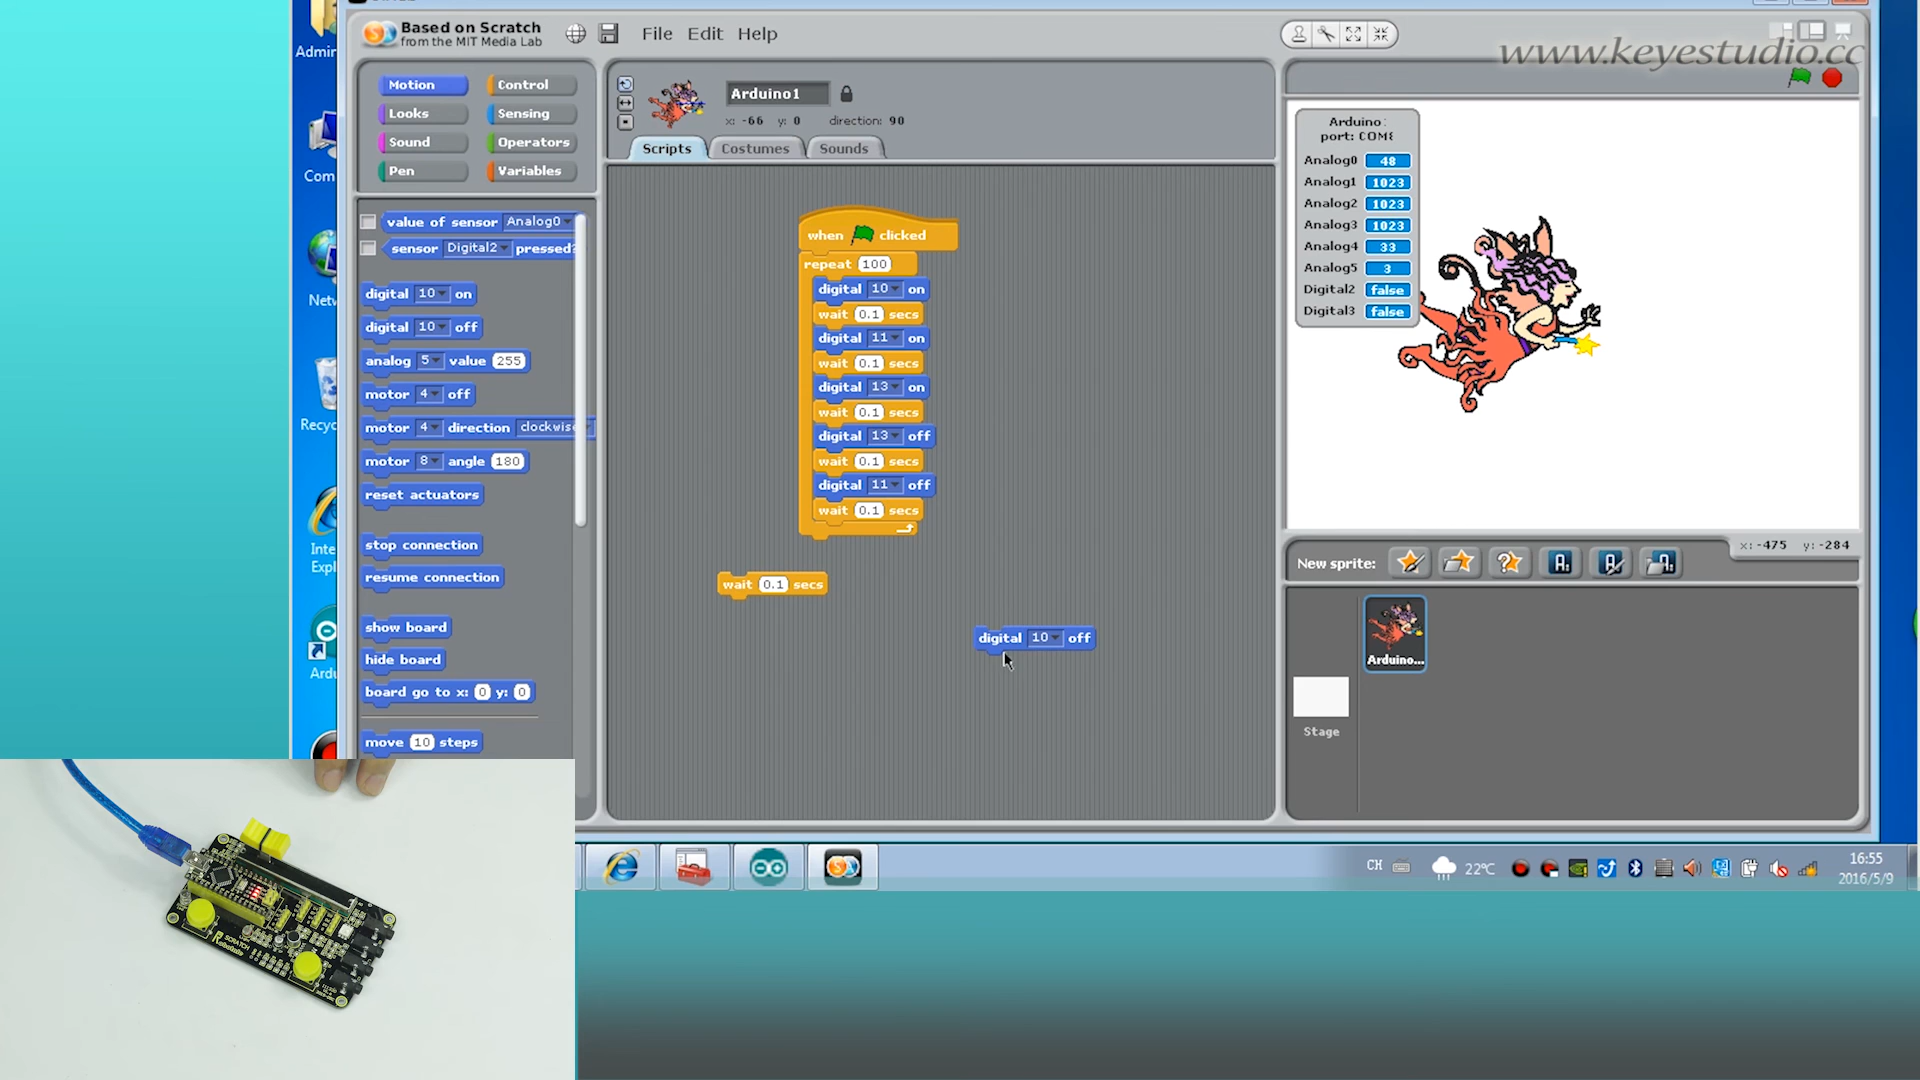 Based on Scratch
from the MIT Media Lab
File Edit Help
www.keyestudio.cc
Motion Control
Looks Sensing
Sound Operators
Pen Variables
Arduino1
x: -66 y: 0 direction: 90
Scripts Costumes Sounds
value of sensor Analog0
sensor Digital2 pressed?
digital 10 on
digital 10 off
analog 5 value 255
motor 4 off
motor 4 direction clockwise
motor 8 angle 180
reset actuators
stop connection
resume connection
show board
hide board
board go to x: 0 y: 0
move 10 steps
when clicked
repeat 100
digital 10 on
wait 0.1 secs
digital 11 on
wait 0.1 secs
digital 13 on
wait 0.1 secs
digital 13 off
wait 0.1 secs
digital 11 off
wait 0.1 secs
wait 0.1 secs
digital 10 off
Arduino
port: COM8
Analog0 48
Analog1 1023
Analog2 1023
Analog3 1023
Analog4 33
Analog5 3
Digital2 false
Digital3 false
x: -475 y: -284
New sprite:
Arduino...
Stage
Admin
Com
Netw
Recyc
Inte
Expl
Ardu
CH
22℃
16:55
2016/5/9
SCRATCH